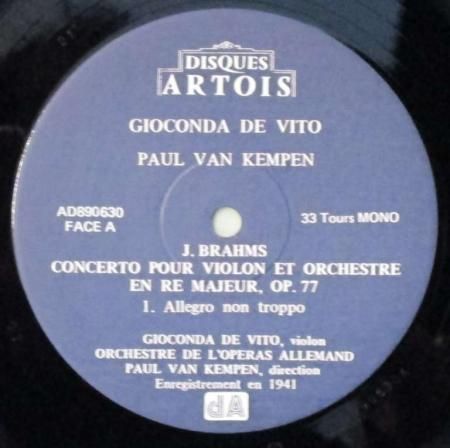 DISQUES
ARTOIS
GIOCONDA DE VITO
PAUL VAN KEMPEN
AD890630
FACE A
33 Tours MONO
J. BRAHMS
CONCERTO POUR VIOLON ET ORCHESTRE
EN RE MAJEUR, OP. 77
1. Allegro non troppo
GIOCONDA DE VITO, violon
ORCHESTRE DE L'OPERAS ALLEMAND
PAUL VAN KEMPEN, direction
Enregistrement en 1941
dA